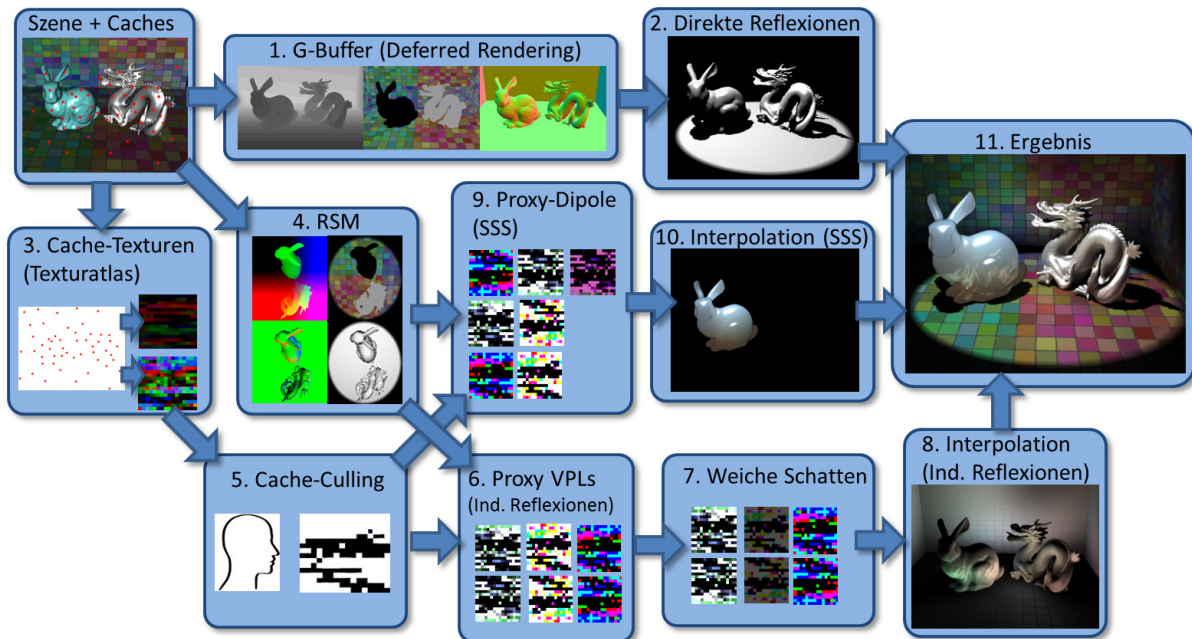 Szene + Caches
1. G-Buffer (Deferred Rendering)
2. Direkte Reflexionen
3. Cache-Texturen
(Texturatlas)
4. RSM
9. Proxy-Dipole
(SSS)
10. Interpolation (SSS)
11. Ergebnis
5. Cache-Culling
6. Proxy VPLs
(Ind. Reflexionen)
7. Weiche Schatten
8. Interpolation
(Ind. Reflexionen)